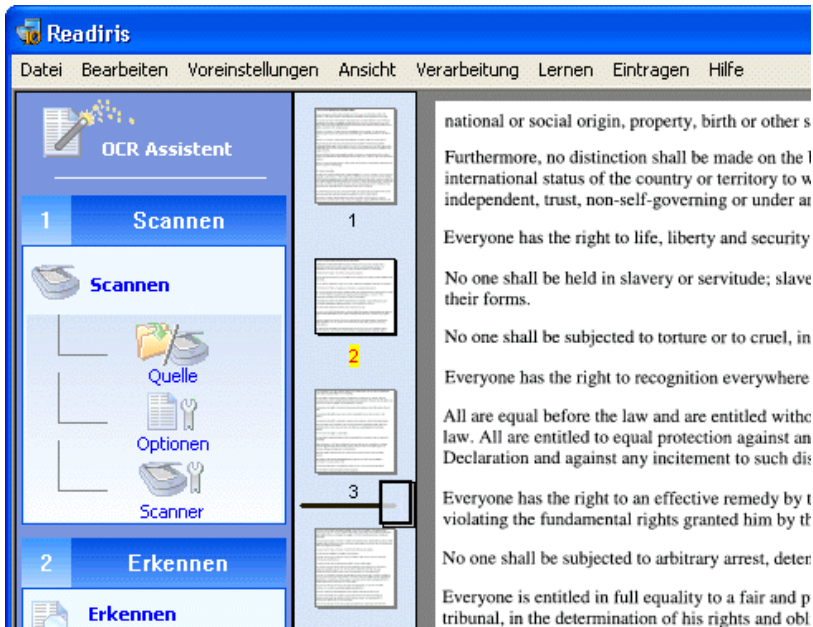 Readiris
Datei Bearbeiten Voreinstellungen Ansicht Verarbeitung Lernen Eintragen Hilfe
OCR Assistent
1 Scannen
Scannen
Quelle
Optionen
Scanner
2 Erkennen
Erkennen
1
2
3
national or social origin, property, birth or other s
Furthermore, no distinction shall be made on the
international status of the country or territory to w
independent, trust, non-self-governing or under a
Everyone has the right to life, liberty and security
No one shall be held in slavery or servitude; slave
their forms.
No one shall be subjected to torture or to cruel, in
Everyone has the right to recognition everywhere
All are equal before the law and are entitled witho
law. All are entitled to equal protection against an
Declaration and against any incitement to such dis
Everyone has the right to an effective remedy by t
violating the fundamental rights granted him by th
No one shall be subjected to arbitrary arrest, deten
Everyone is entitled in full equality to a fair and p
tribunal, in the determination of his rights and obl